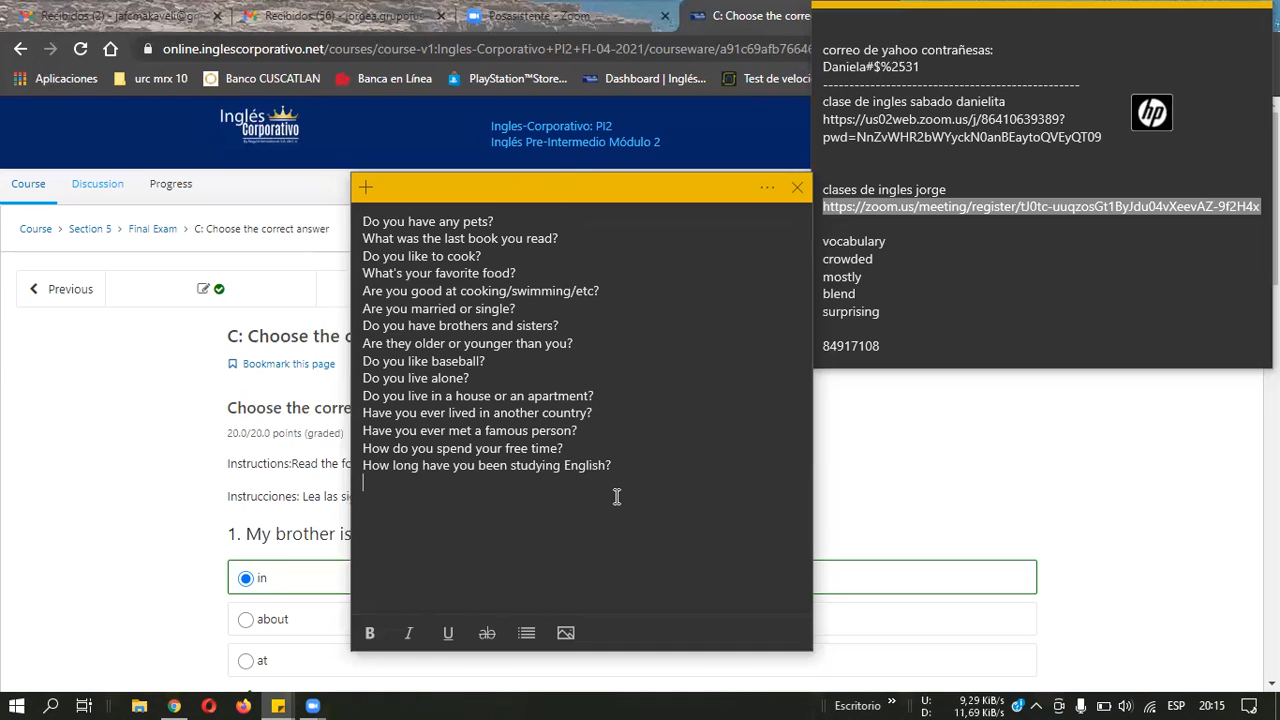 Recibidos (2) - jafcmakaveli@g
Recibidos (56) - jorgea.grupo
Posasistente - Zoom
C: Choose the corre
online.inglescorporativo.net/courses/course-v1:Ingles-Corporativo+PI2+FI-04-2021/courseware/a91c69afb7664
Aplicaciones
urc mrx 10
Banco CUSCATLAN
Banca en Línea
PlayStation™Store...
Dashboard | Inglés...
Test de veloci
Inglés
Corporativo
Ingles-Corporativo: PI2
Inglés Pre-Intermedio Módulo 2
Course
Discussion
Progress
Course
Section 5
Final Exam
C: Choose the correct answer
Previous
C: Choose the c
Bookmark this page
Choose the corre
20.0/20.0 points (graded)
Instructions:Read the fo
Instrucciones: Lea las si
1. My brother is
in
about
at
Do you have any pets?
What was the last book you read?
Do you like to cook?
What's your favorite food?
Are you good at cooking/swimming/etc?
Are you married or single?
Do you have brothers and sisters?
Are they older or younger than you?
Do you like baseball?
Do you live alone?
Do you live in a house or an apartment?
Have you ever lived in another country?
Have you ever met a famous person?
How do you spend your free time?
How long have you been studying English?
correo de yahoo contrañesas:
Daniela#$%2531
------------------------------------------------
clase de ingles sabado danielita
https://us02web.zoom.us/j/86410639389?
pwd=NnZvWHR2bWYyckN0anBEaytoQVEyQT09
clases de ingles jorge
https://zoom.us/meeting/register/tJ0tc-uuqzosGt1ByJdu04vXeevAZ-9f2H4x
vocabulary
crowded
mostly
blend
surprising
84917108
hp
B I U ab
Escritorio
U: 9,29 KiB/s
D: 11,69 KiB/s
ESP
20:15